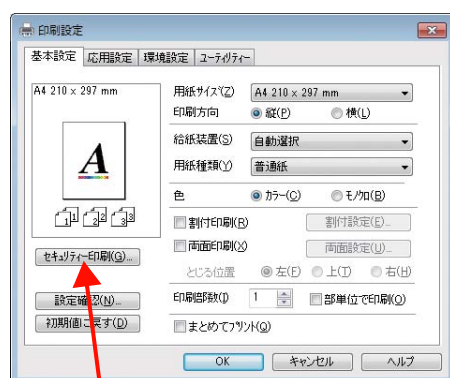 印刷設定
基本設定 応用設定 環境設定 ユーティリティー
A4 210 x 297 mm
用紙サイズ(Z) A4 210 x 297 mm
印刷方向 縦(P) 横(L)
給紙装置(S) 自動選択
用紙種類(Y) 普通紙
A
色 カラー(C) モノクロ(B)
1 1 2 2 3 3
割付印刷(R) 割付設定(E)...
両面印刷(X) 両面設定(U)...
セキュリティー印刷(G)...
とじる位置 左(F) 上(T) 右(H)
設定確認(N)...
印刷部数(I) 1 部単位で印刷(O)
初期値に戻す(D)
まとめてプリント(Q)
OK キャンセル ヘルプ